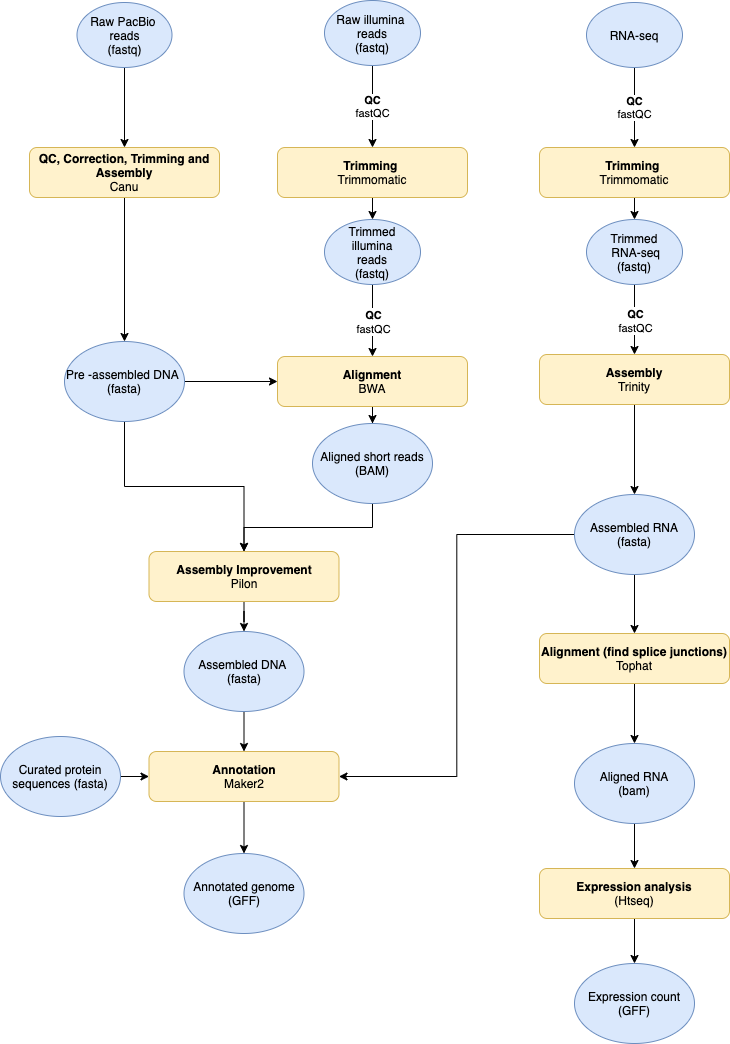 Raw PacBio
reads
(fastq)
Raw illumina
reads
(fastq)
RNA-seq
QC
fastQC
QC
fastQC
QC, Correction, Trimming and
Assembly
Canu
Trimming
Trimmomatic
Trimming
Trimmomatic
Trimmed
illumina
reads
(fastq)
Trimmed
RNA-seq
(fastq)
QC
fastQC
QC
fastQC
Pre -assembled DNA
(fasta)
Alignment
BWA
Assembly
Trinity
Aligned short reads
(BAM)
Assembled RNA
(fasta)
Assembly Improvement
Pilon
Alignment (find splice junctions)
Tophat
Assembled DNA
(fasta)
Curated protein
sequences (fasta)
Annotation
Maker2
Aligned RNA
(bam)
Annotated genome
(GFF)
Expression analysis
(Htseq)
Expression count
(GFF)